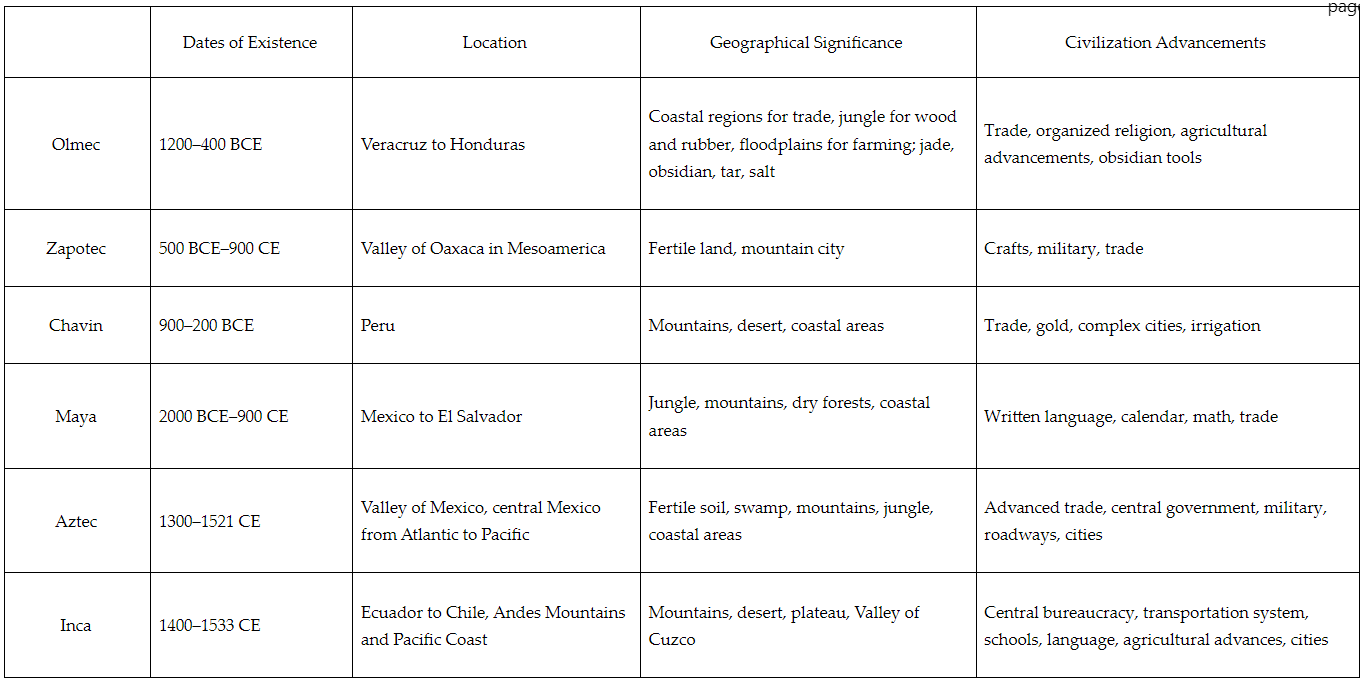 pag
Dates of Existence
Location
Geographical Significance
Civilization Advancements
Olmec
1200–400 BCE
Veracruz to Honduras
Coastal regions for trade, jungle for wood
and rubber, floodplains for farming; jade,
obsidian, tar, salt
Trade, organized religion, agricultural
advancements, obsidian tools
Zapotec
500 BCE–900 CE
Valley of Oaxaca in Mesoamerica
Fertile land, mountain city
Crafts, military, trade
Chavin
900–200 BCE
Peru
Mountains, desert, coastal areas
Trade, gold, complex cities, irrigation
Maya
2000 BCE–900 CE
Mexico to El Salvador
Jungle, mountains, dry forests, coastal
areas
Written language, calendar, math, trade
Aztec
1300–1521 CE
Valley of Mexico, central Mexico
from Atlantic to Pacific
Fertile soil, swamp, mountains, jungle,
coastal areas
Advanced trade, central government, military,
roadways, cities
Inca
1400–1533 CE
Ecuador to Chile, Andes Mountains
and Pacific Coast
Mountains, desert, plateau, Valley of
Cuzco
Central bureaucracy, transportation system,
schools, language, agricultural advances, cities